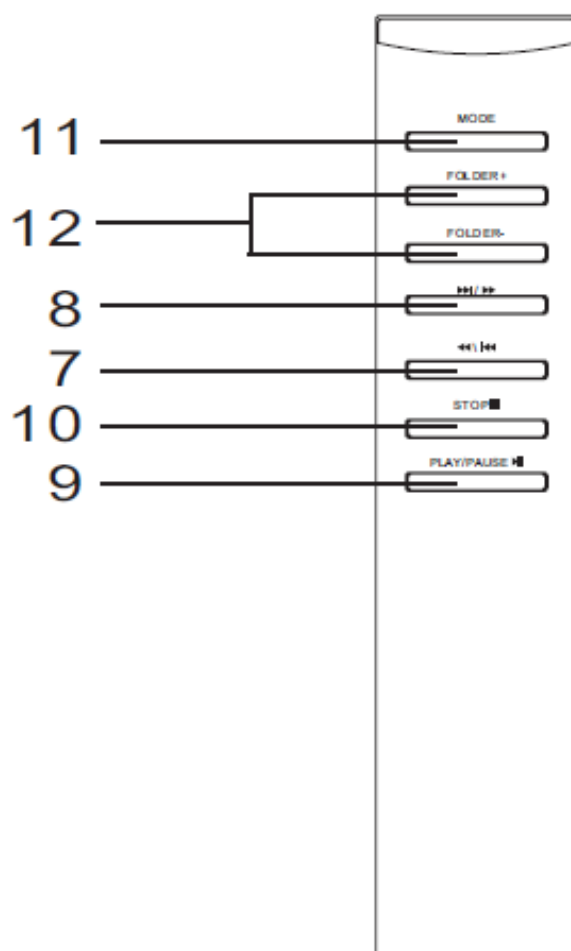 MODE
11
FOLDER+
12
FOLDER-
⏭/ ⏩
8
⏪\ ⏮
7
STOP■
10
PLAY/PAUSE ⏯
9